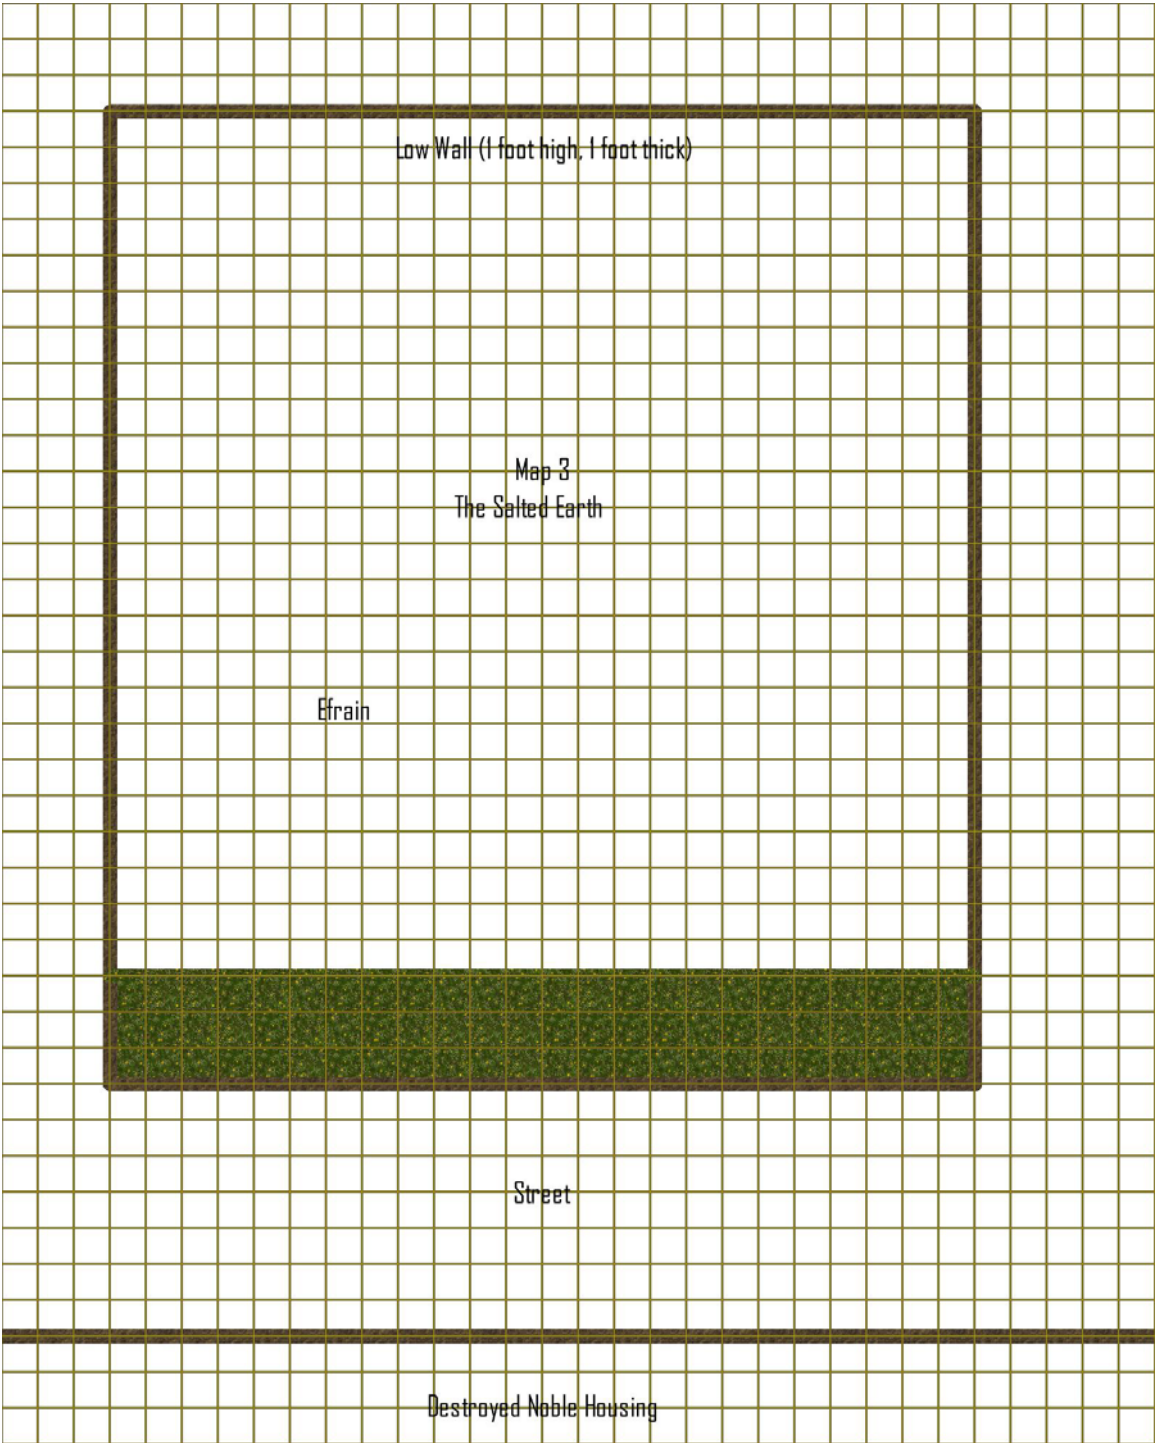 Low Wall (1 foot high, 1 foot thick)
Map 3
The Salted Earth
Efrain
Street
Destroyed Noble Housing